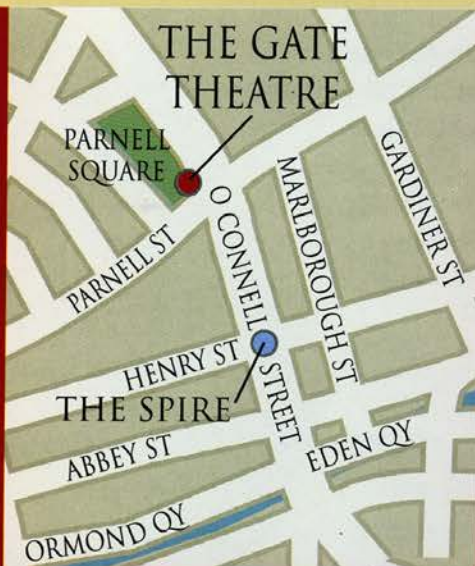 THE GATE
THEATRE
PARNELL
SQUARE
GARDINER ST
MARLBOROUGH ST
O CONNELL
STREET
PARNELL ST
HENRY ST
THE SPIRE
ABBEY ST
EDEN QY
ORMOND QY